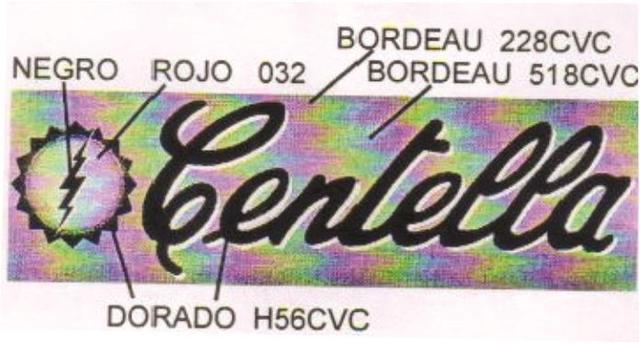 BORDEAU 228CVC
NEGRO ROJO 032 BORDEAU 518CVC
Centella
DORADO H56CVC